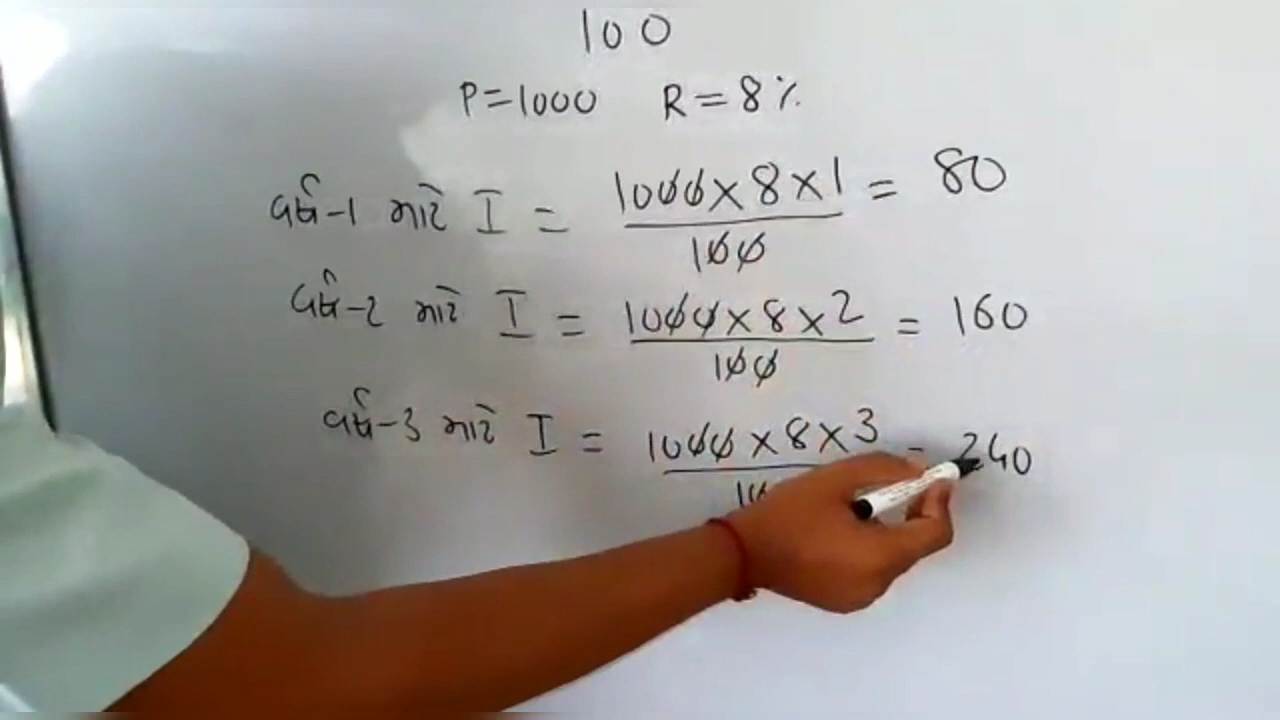 100
P=1000 R=8%
વર્ષ-1 માટે I = 1000×8×1 / 100 = 80
વર્ષ-2 માટે I = 1000×8×2 / 100 = 160
વર્ષ-3 માટે I = 1000×8×3 / 10 = 240